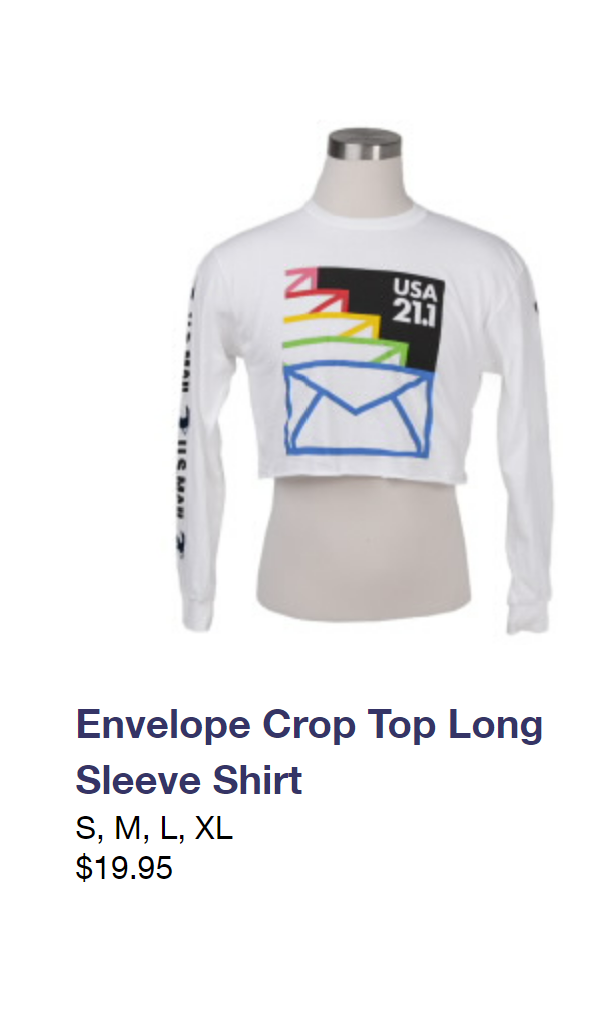 USA
21.1
U.S.MAIL
U.S.MAIL
Envelope Crop Top Long
Sleeve Shirt
S, M, L, XL
$19.95